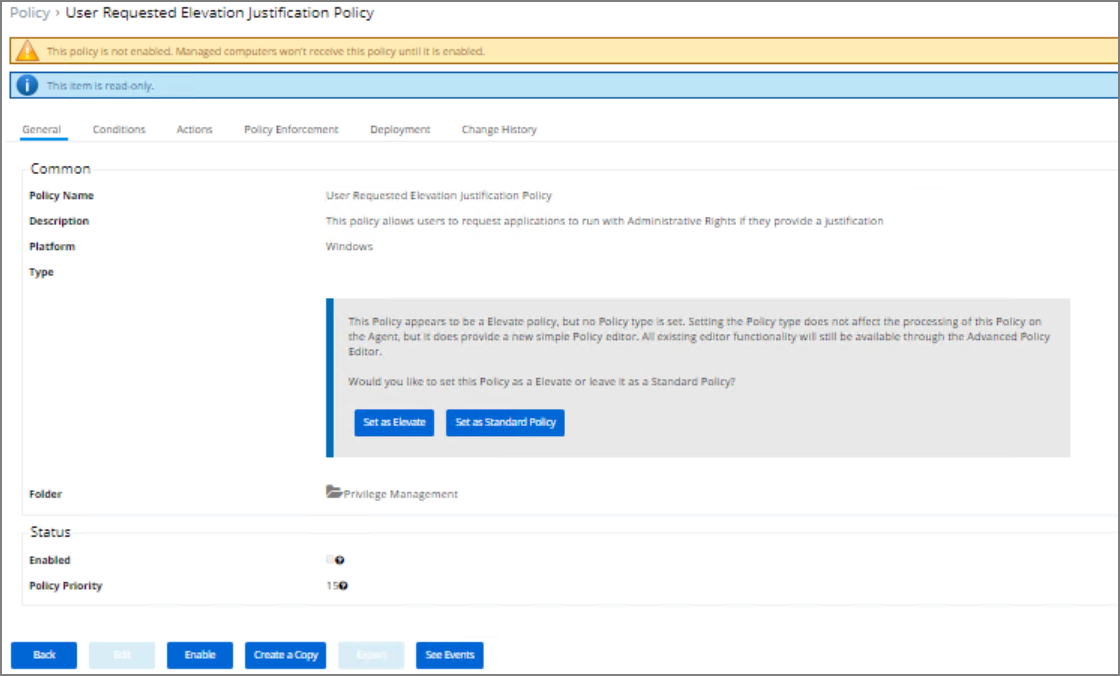 Policy › User Requested Elevation Justification Policy
This policy is not enabled. Managed computers won't receive this policy until it is enabled.
This item is read-only.
General Conditions Actions Policy Enforcement Deployment Change History
Common
Policy Name User Requested Elevation Justification Policy
Description This policy allows users to request applications to run with Administrative Rights if they provide a justification
Platform Windows
Type
This Policy appears to be a Elevate policy, but no Policy type is set. Setting the Policy type does not affect the processing of this Policy on
the Agent, but it does provide a new simple Policy editor. All existing editor functionality will still be available through the Advanced Policy
Editor.
Would you like to set this Policy as a Elevate or leave it as a Standard Policy?
Set as Elevate Set as Standard Policy
Folder Privilege Management
Status
Enabled
Policy Priority 15
Back Edit Enable Create a Copy Export See Events